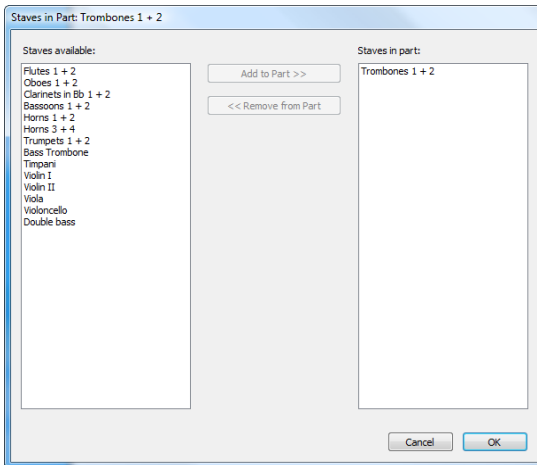 Staves in Part: Trombones 1 + 2
Staves available:
Flutes 1 + 2
Oboes 1 + 2
Clarinets in Bb 1 + 2
Bassoons 1 + 2
Horns 1 + 2
Horns 3 + 4
Trumpets 1 + 2
Bass Trombone
Timpani
Violin I
Violin II
Viola
Violoncello
Double bass
Add to Part >>
<< Remove from Part
Staves in part:
Trombones 1 + 2
Cancel
OK